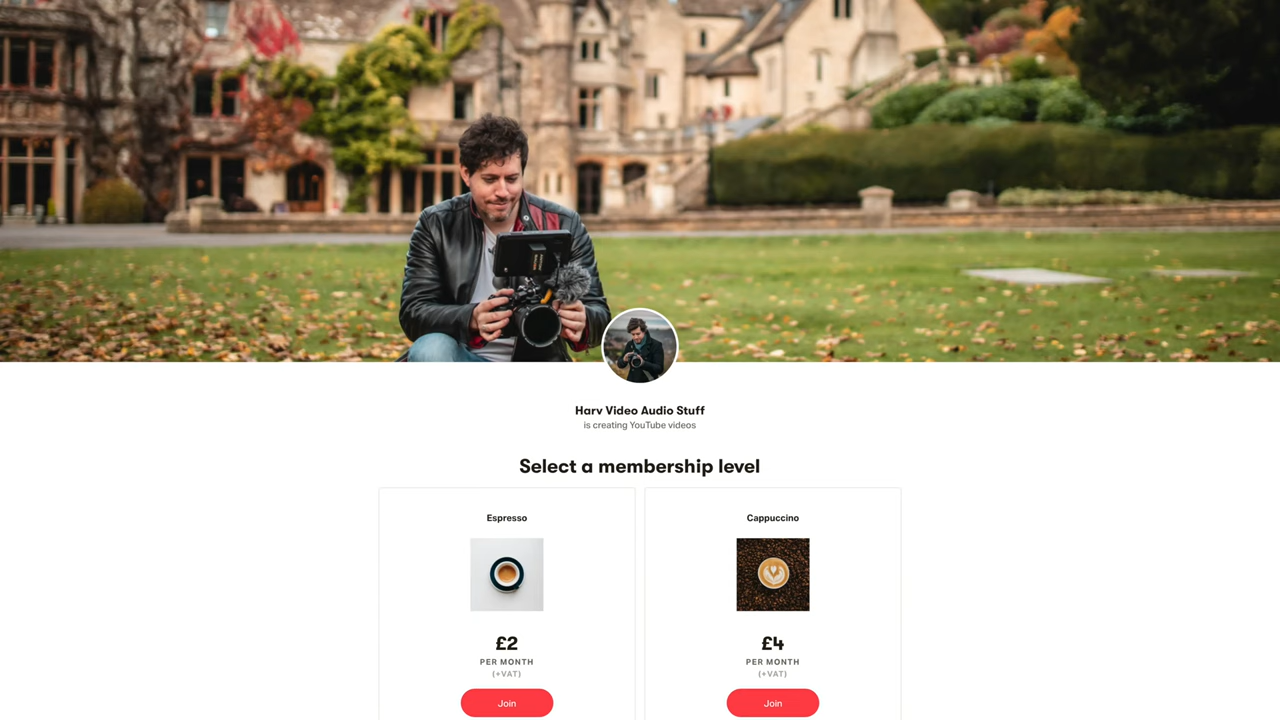 Harv Video Audio Stuff
is creating YouTube videos
Select a membership level
Espresso
£2
PER MONTH
(+VAT)
Join
Cappuccino
£4
PER MONTH
(+VAT)
Join